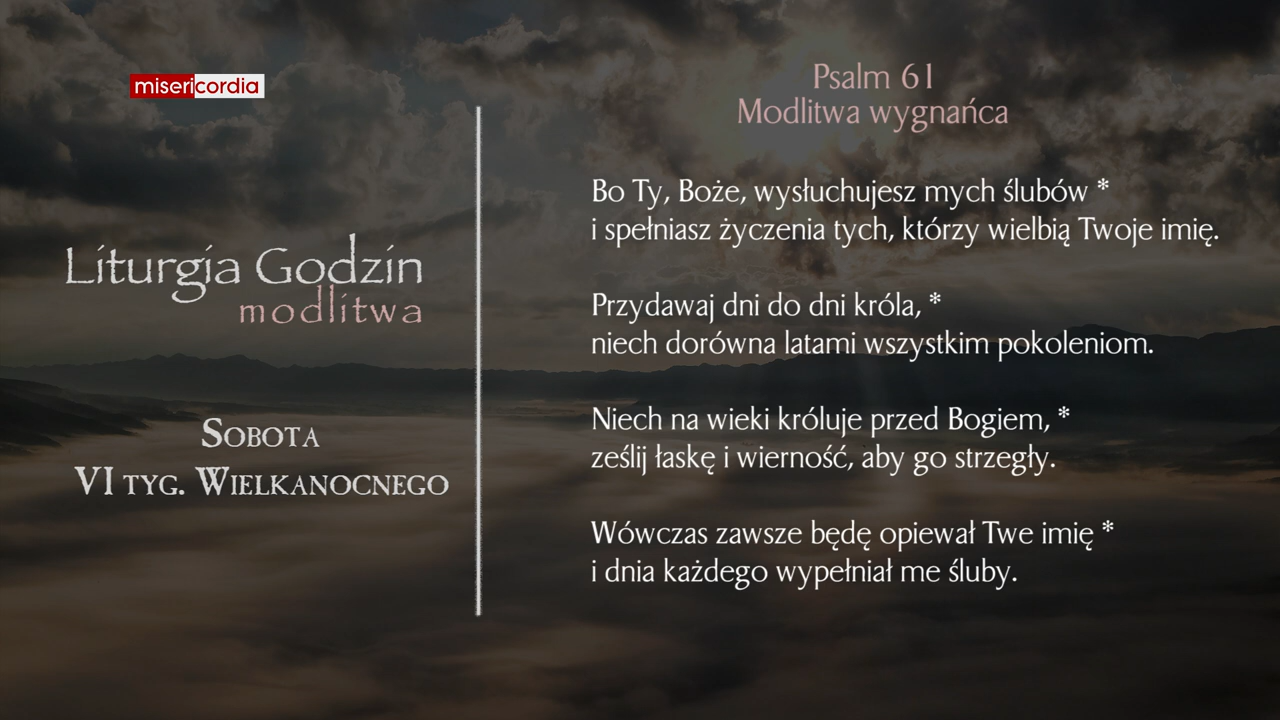 misericordia
Liturgia Godzin
modlitwa
Sobota
VI tyg. Wielkanocnego
Psalm 61
Modlitwa wygnańca
Bo Ty, Boże, wysłuchujesz mych ślubów *
i spełniasz życzenia tych, którzy wielbią Twoje imię.
Przydawaj dni do dni króla, *
niech dorówna latami wszystkim pokoleniom.
Niech na wieki króluje przed Bogiem, *
ześlij łaskę i wierność, aby go strzegły.
Wówczas zawsze będę opiewał Twe imię *
i dnia każdego wypełniał me śluby.